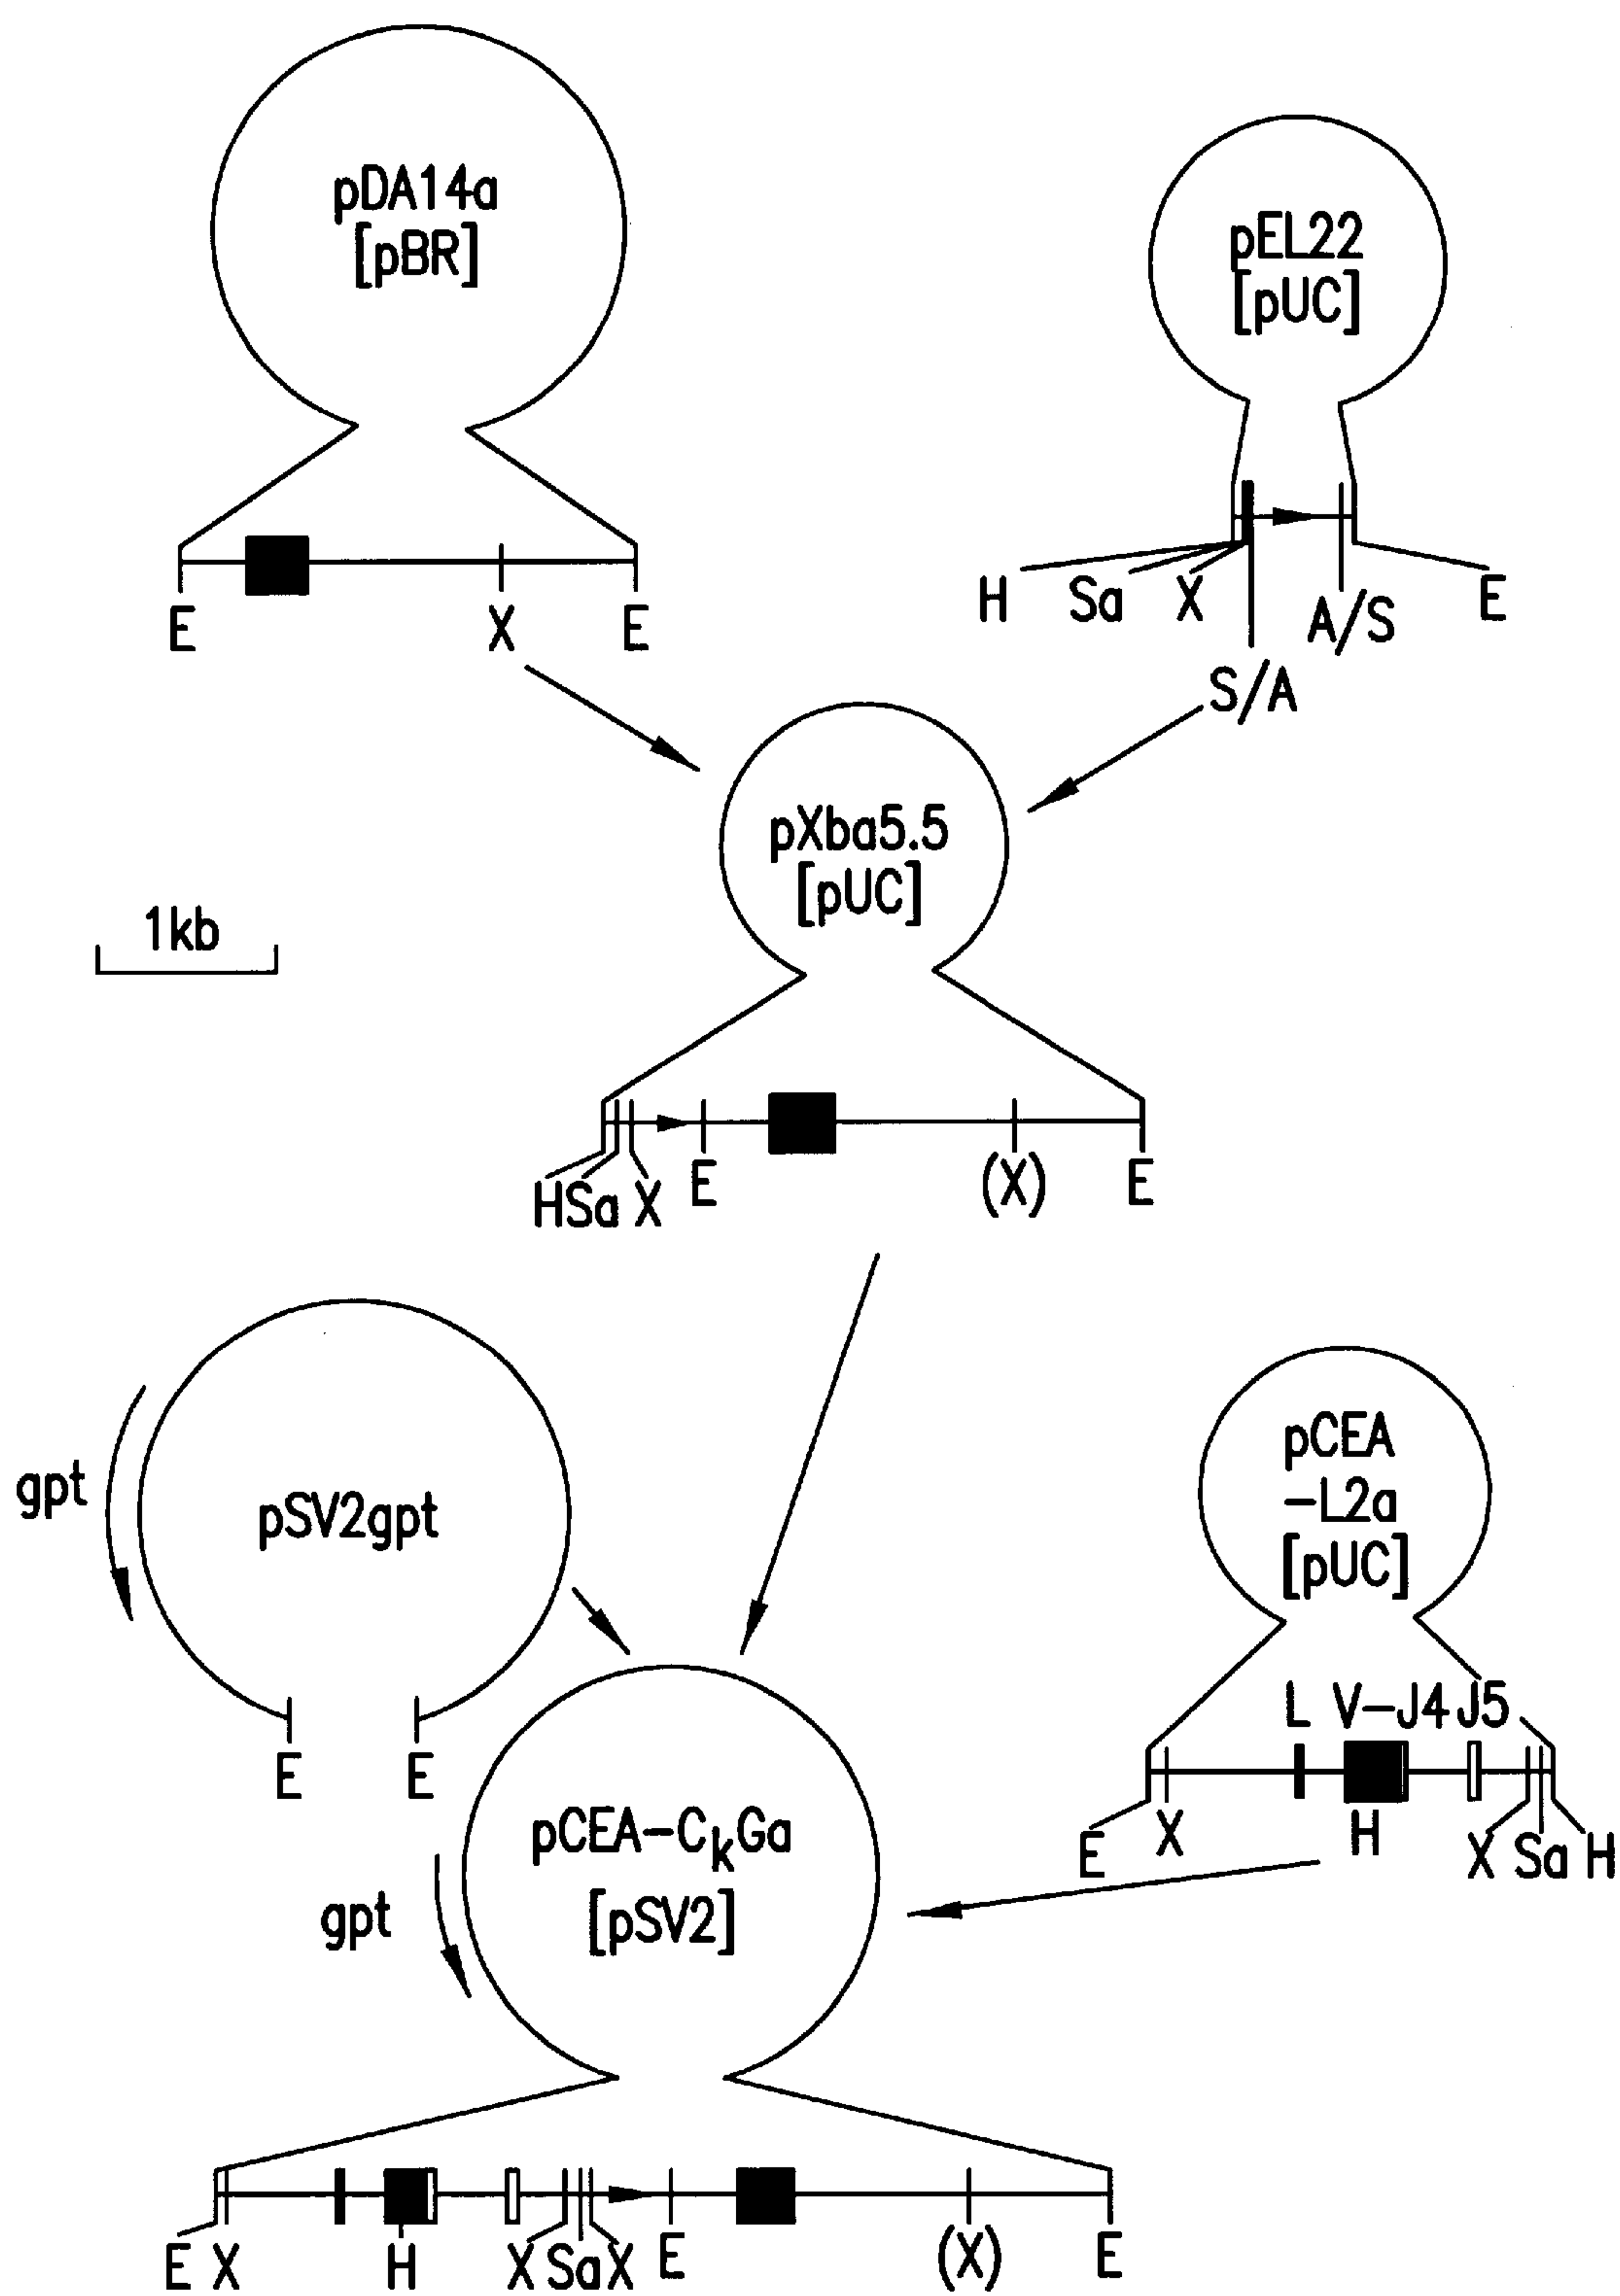 pDA14a
[pBR]
E X E
pEL22
[pUC]
H Sa X A/S E
S/A
pXba5.5
[pUC]
1kb
HSa X E (X) E
gpt
pSV2gpt
E E
pCEA
-L2a
[pUC]
L V-J4 J5
E X H X Sa H
gpt
pCEA-CkGa
[pSV2]
E X H X Sa X E (X) E